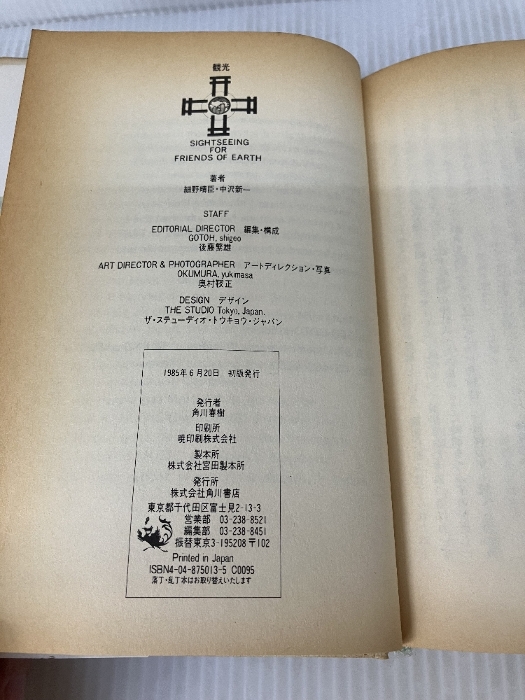 観光
SIGHTSEEING
FOR
FRIENDS OF EARTH
著者
細野晴臣・中沢新一
STAFF
EDITORIAL DIRECTOR 編集・構成
GOTOH, shigeo
後藤繁雄
ART DIRECTOR & PHOTOGRAPHER アートディレクション・写真
OKUMURA, yukimasa
奥村靫正
DESIGN デザイン
THE STUDIO Tokyo, Japan.
ザ・ステューディオ・トウキョウ・ジャパン
1985年6月20日 初版発行
発行者
角川春樹
印刷所
暁印刷株式会社
製本所
株式会社宮田製本所
発行所
株式会社角川書店
東京都千代田区富士見2-13-3
営業部 03-238-8521
編集部 03-238-8451
振替東京3-195208 〒102
Printed in Japan
ISBN4-04-875013-5 C0095
落丁・乱丁本はお取り替えいたします